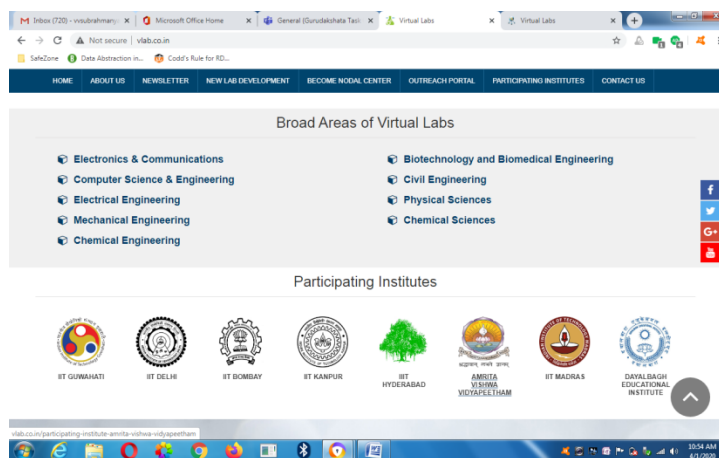 Inbox (720) - vvsubrahmany
Microsoft Office Home
General (Gurudakshata Task
Virtual Labs
Virtual Labs
Not secure | vlab.co.in
SafeZone
Data Abstraction in...
Codd's Rule for RD...
HOME ABOUT US NEWSLETTER NEW LAB DEVELOPMENT BECOME NODAL CENTER OUTREACH PORTAL PARTICIPATING INSTITUTES CONTACT US
Broad Areas of Virtual Labs
Electronics & Communications
Computer Science & Engineering
Electrical Engineering
Mechanical Engineering
Chemical Engineering
Biotechnology and Biomedical Engineering
Civil Engineering
Physical Sciences
Chemical Sciences
Participating Institutes
IIT GUWAHATI
IIT DELHI
IIT BOMBAY
IIT KANPUR
IIT
HYDERABAD
AMRITA
VISHWA
VIDYAPEETHAM
IIT MADRAS
DAYALBAGH
EDUCATIONAL
INSTITUTE
vlab.co.in/participating-institute-amrita-vishwa-vidyapeetham
10:54 AM
4/1/2020